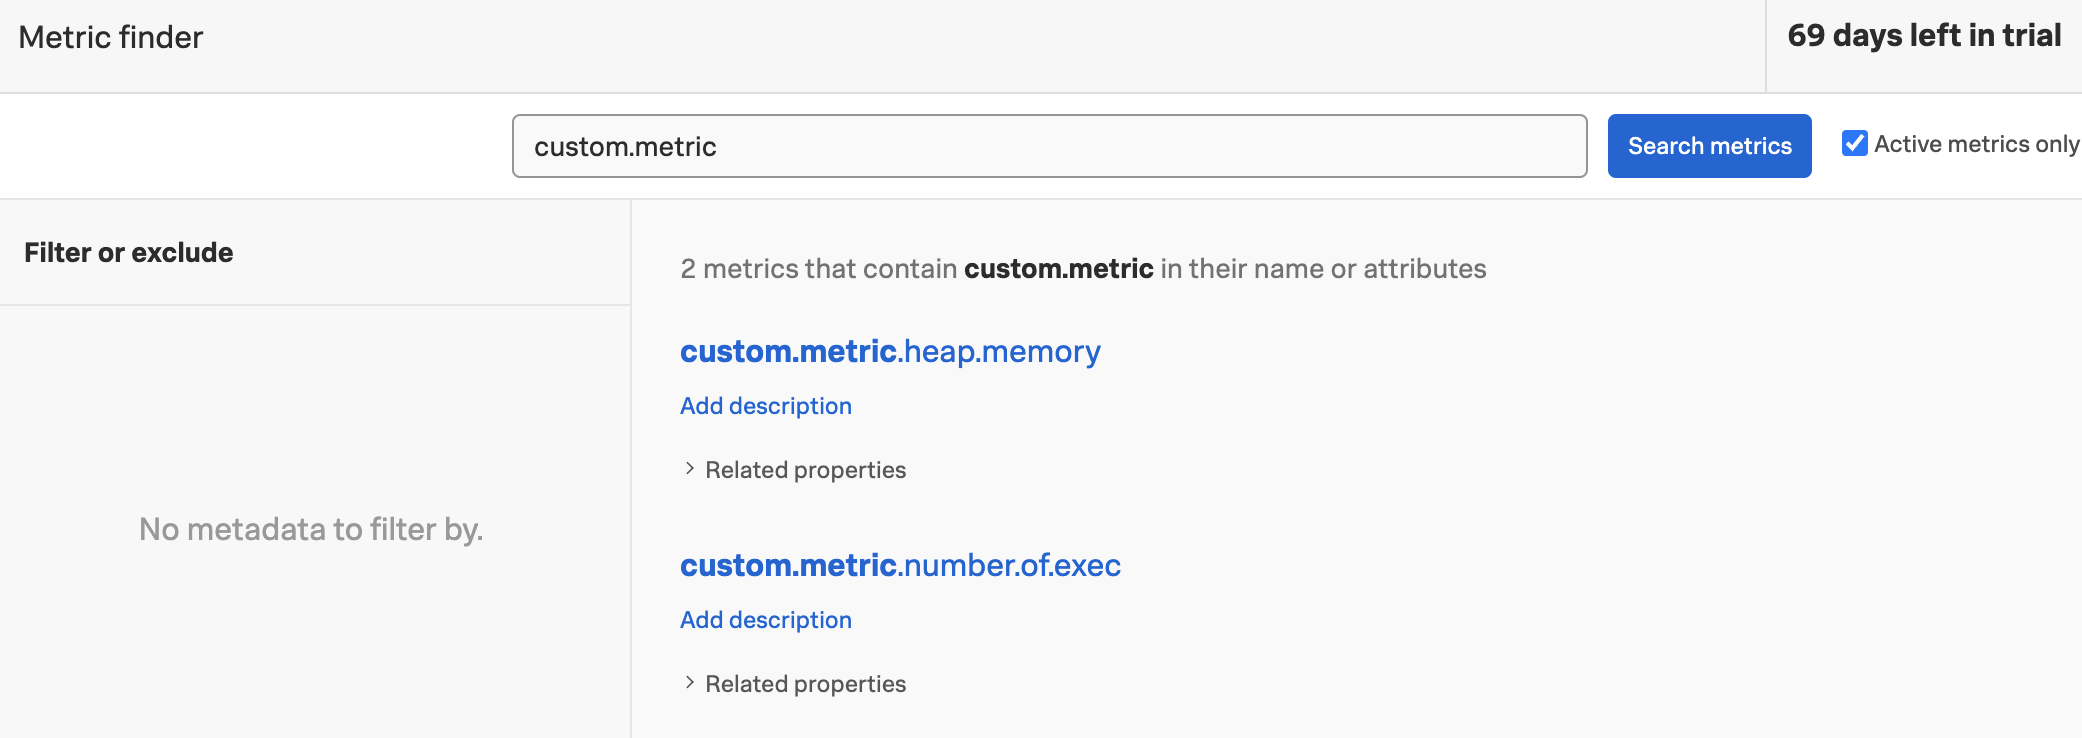 Metric finder
69 days left in trial
custom.metric
Search metrics
Active metrics only
Filter or exclude
No metadata to filter by.
2 metrics that contain custom.metric in their name or attributes
custom.metric.heap.memory
Add description
Related properties
custom.metric.number.of.exec
Add description
Related properties